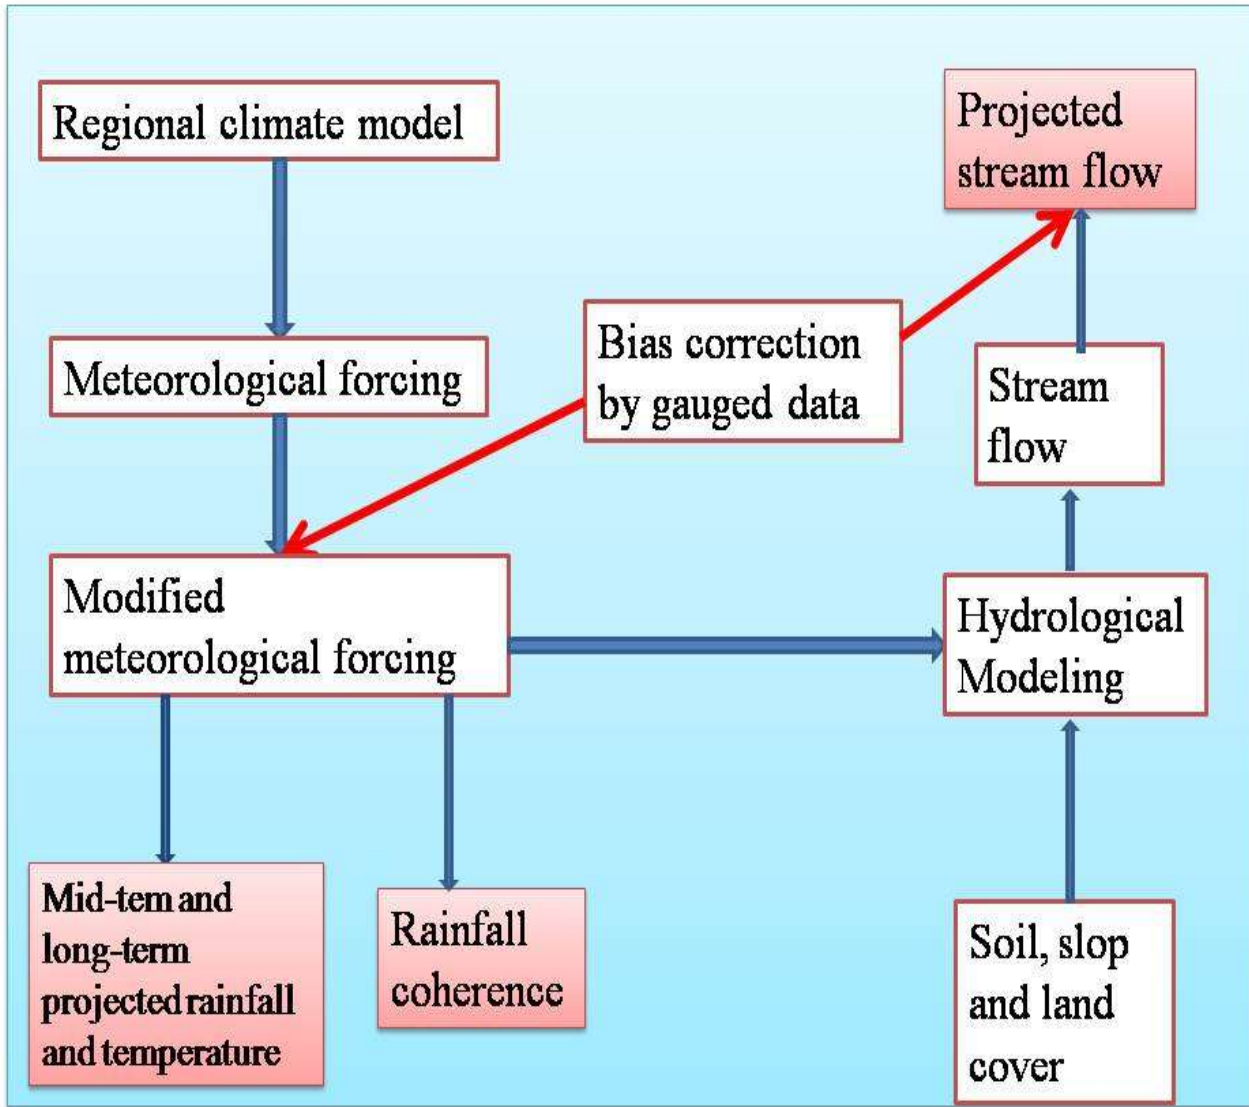 Regional climate model
Projected
stream flow
Bias correction
by gauged data
Meteorological forcing
Stream
flow
Modified
meteorological forcing
Hydrological
Modeling
Mid-tem and
long-term
projected rainfall
and temperature
Rainfall
coherence
Soil, slop
and land
cover